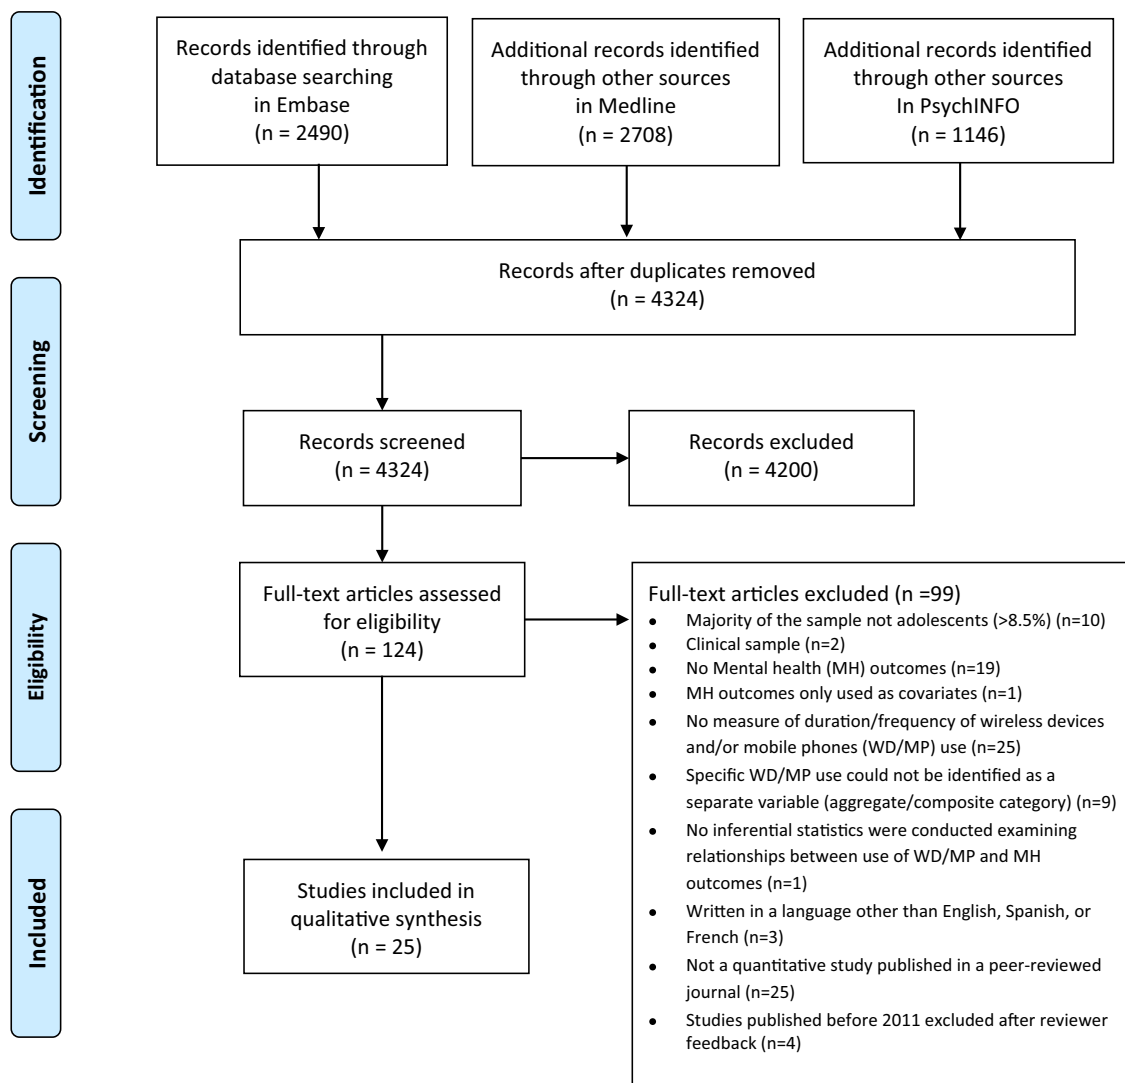 Identification
Records identified through
database searching
in Embase
(n = 2490)
Additional records identified
through other sources
in Medline
(n = 2708)
Additional records identified
through other sources
In PsychINFO
(n = 1146)
Records after duplicates removed
(n = 4324)
Screening
Records screened
(n = 4324)
Records excluded
(n = 4200)
Eligibility
Full-text articles assessed
for eligibility
(n = 124)
Full-text articles excluded (n =99)
• Majority of the sample not adolescents (>8.5%) (n=10)
• Clinical sample (n=2)
• No Mental health (MH) outcomes (n=19)
• MH outcomes only used as covariates (n=1)
• No measure of duration/frequency of wireless devices
and/or mobile phones (WD/MP) use (n=25)
• Specific WD/MP use could not be identified as a
separate variable (aggregate/composite category) (n=9)
• No inferential statistics were conducted examining
relationships between use of WD/MP and MH
outcomes (n=1)
• Written in a language other than English, Spanish, or
French (n=3)
• Not a quantitative study published in a peer-reviewed
journal (n=25)
• Studies published before 2011 excluded after reviewer
feedback (n=4)
Included
Studies included in
qualitative synthesis
(n = 25)